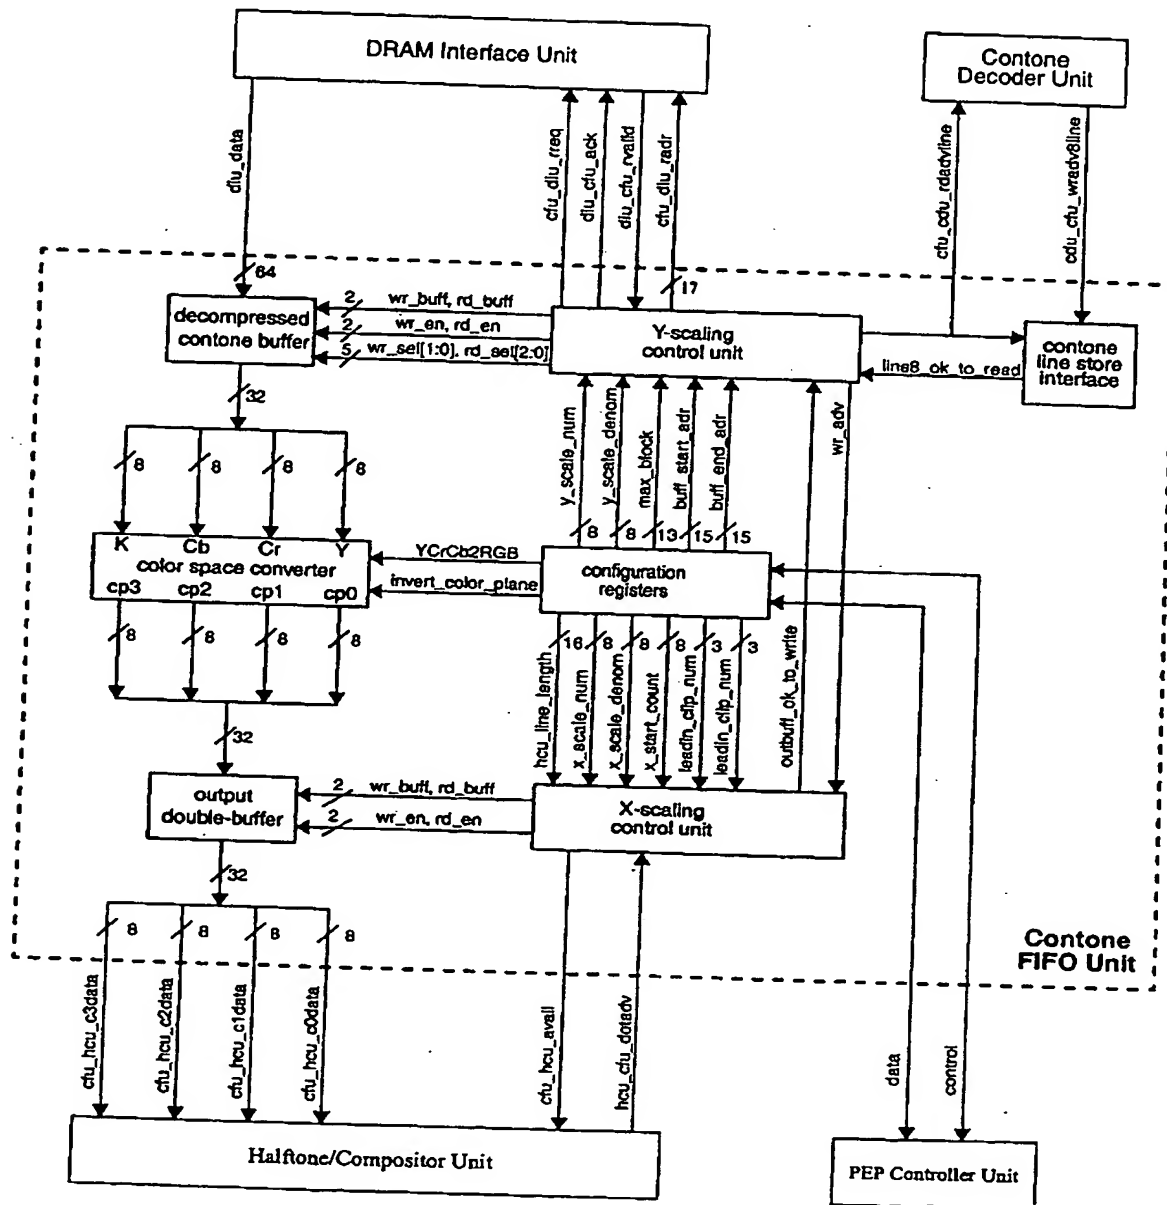 DRAM Interface Unit
Contone
Decoder Unit
diu_data
cfu_diu_rreq
diu_cfu_ack
diu_cfu_rvalid
cfu_diu_radr
cfu_cdu_rdadvline
cdu_cfu_wradv8line
64
17
decompressed
contone buffer
2
wr_buff, rd_buff
2
wr_en, rd_en
5
wr_sel[1:0], rd_sel[2:0]
Y-scaling
control unit
line8_ok_to_read
contone
line store
interface
32
8
8
8
8
y_scale_num
y_scale_denom
max_block
buff_start_adr
buff_end_adr
wr_adv
8
8
13
15
15
K
Cb
Cr
Y
color space converter
cp3
cp2
cp1
cp0
YCrCb2RGB
invert_color_plane
configuration
registers
8
8
8
8
16
8
8
8
3
3
hcu_line_length
x_scale_num
x_scale_denom
x_start_count
leadin_clip_num
leadin_clip_num
outbuff_ok_to_write
32
output
double-buffer
2
wr_buff, rd_buff
2
wr_en, rd_en
X-scaling
control unit
32
8
8
8
8
Contone
FIFO Unit
cfu_hcu_c3data
cfu_hcu_c2data
cfu_hcu_c1data
cfu_hcu_c0data
cfu_hcu_avail
hcu_cfu_dotadv
data
control
Halftone/Compositor Unit
PEP Controller Unit